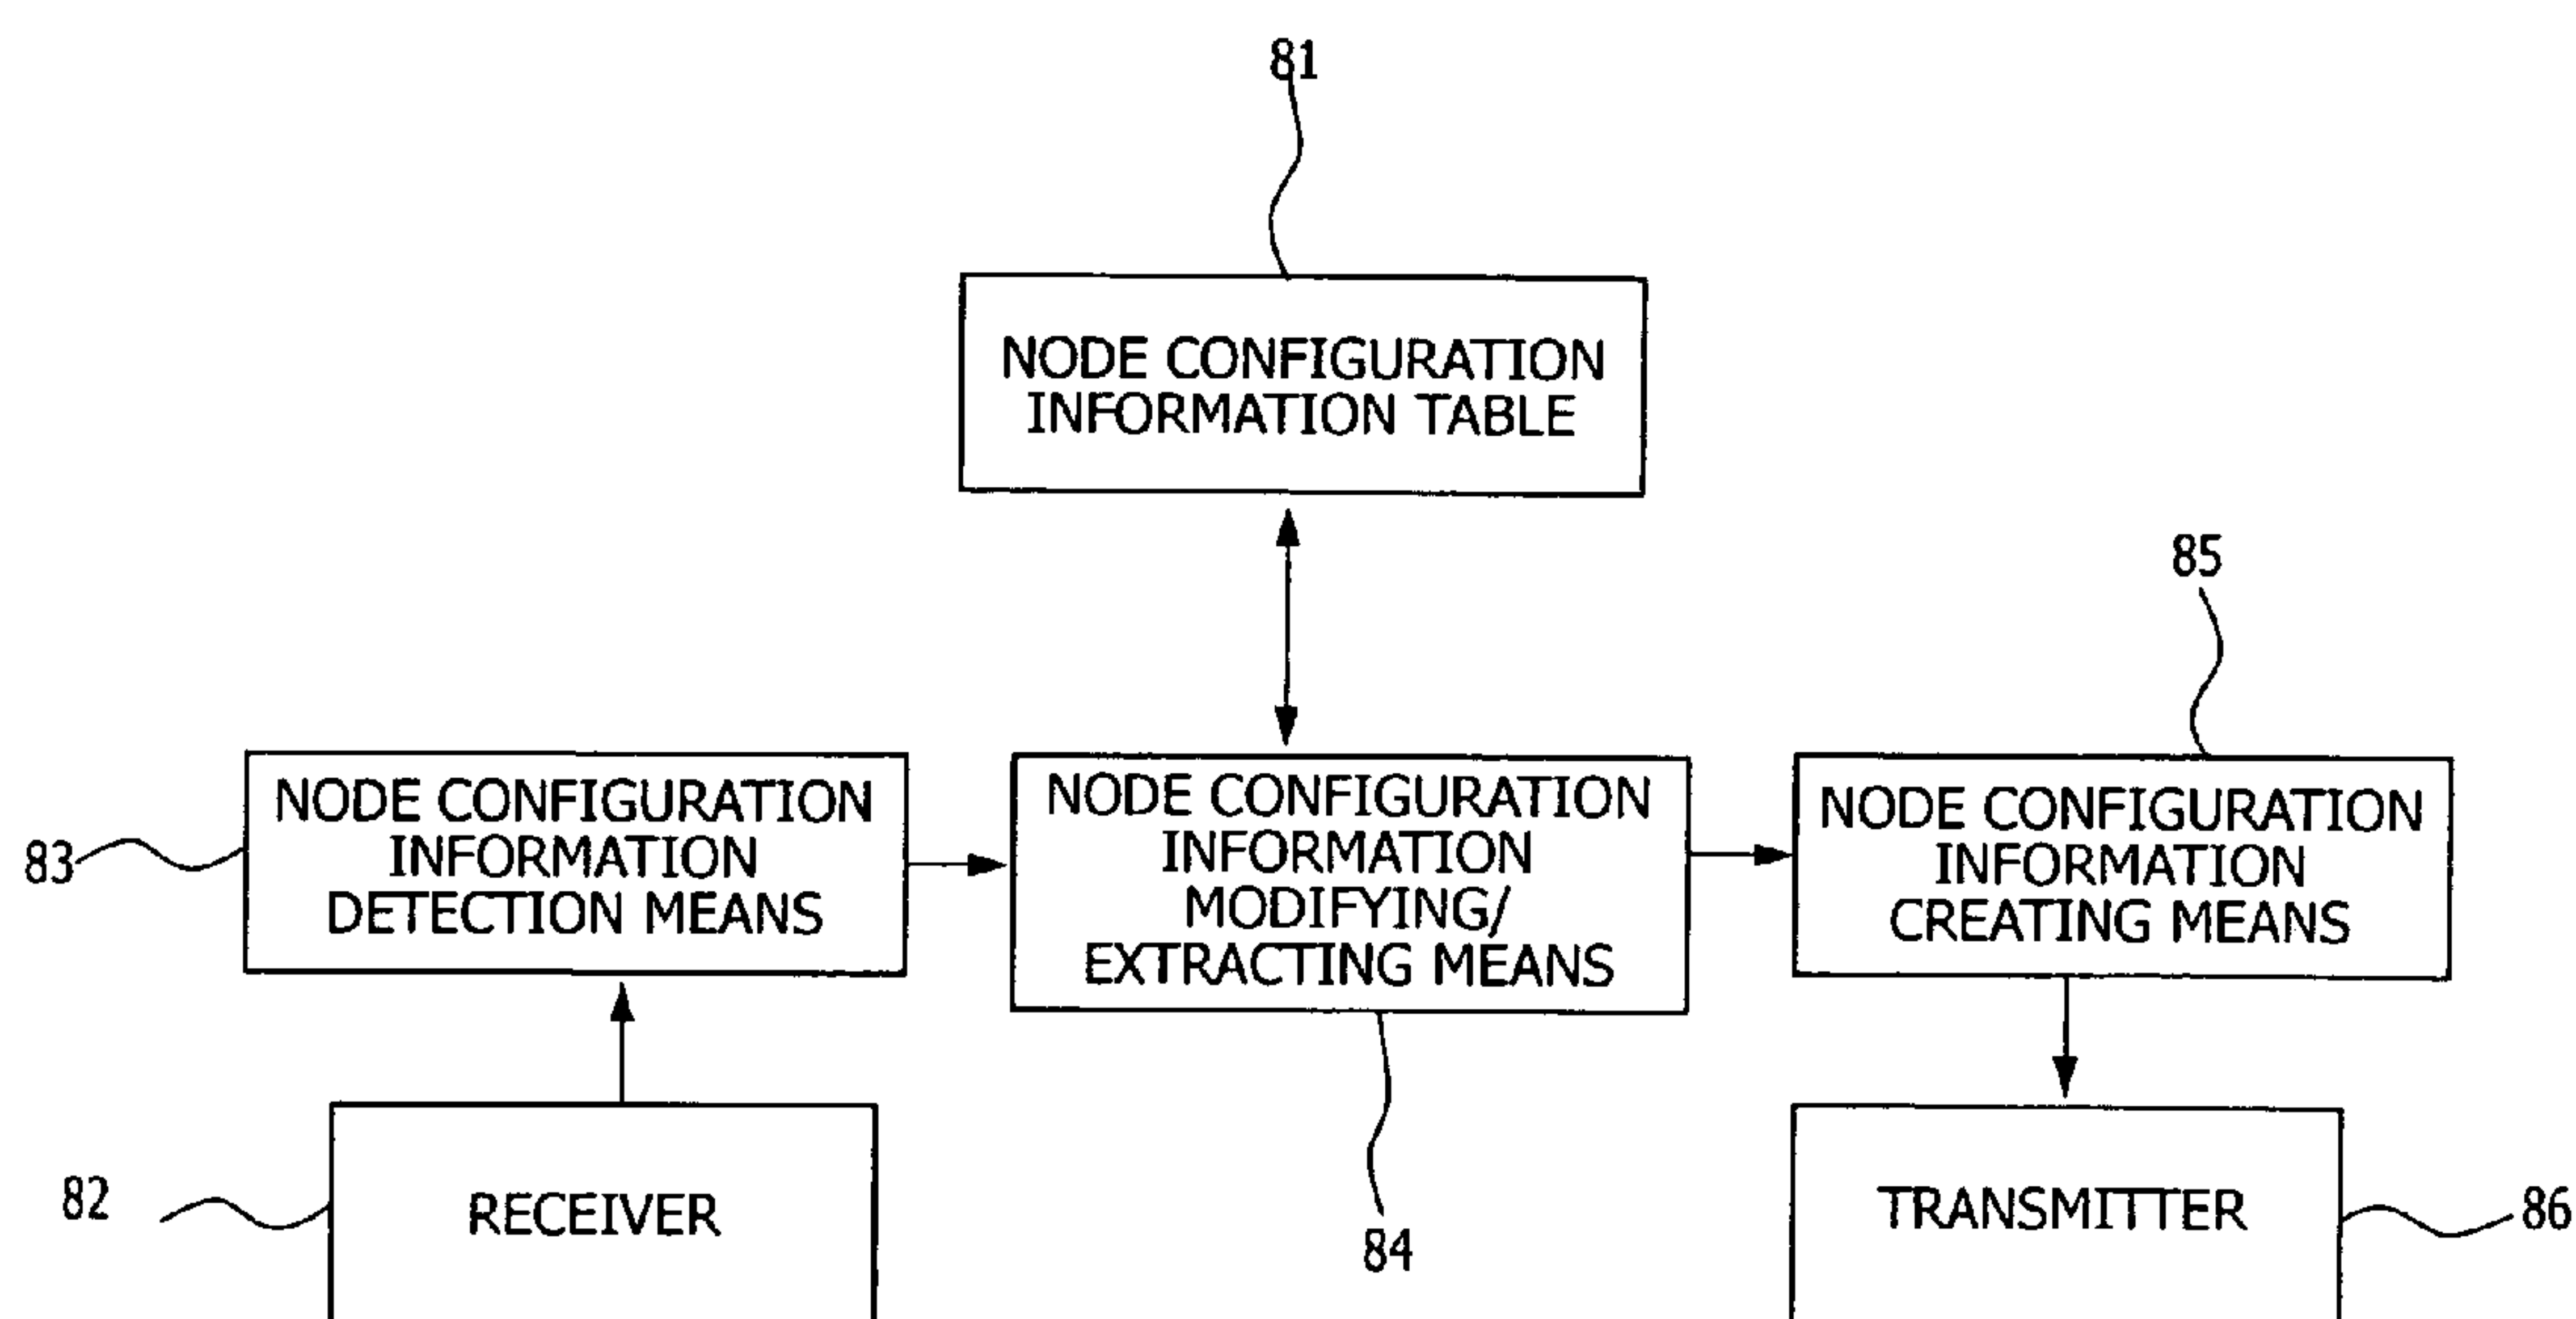 81
NODE CONFIGURATION
INFORMATION TABLE
85
83
NODE CONFIGURATION
INFORMATION
DETECTION MEANS
NODE CONFIGURATION
INFORMATION
MODIFYING/
EXTRACTING MEANS
NODE CONFIGURATION
INFORMATION
CREATING MEANS
82
RECEIVER
84
TRANSMITTER
86